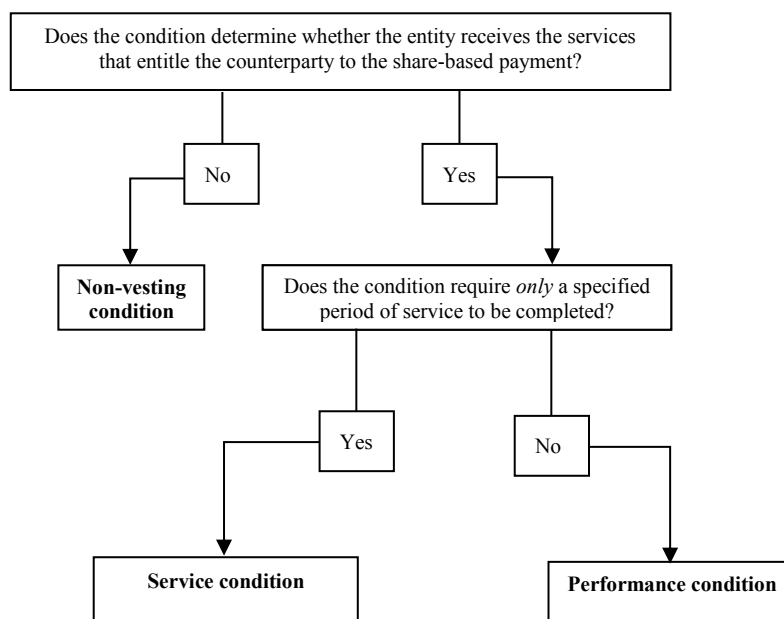 Does the condition determine whether the entity receives the services
that entitle the counterparty to the share-based payment?
No
Yes
Non-vesting
condition
Does the condition require only a specified
period of service to be completed?
Yes
No
Service condition
Performance condition